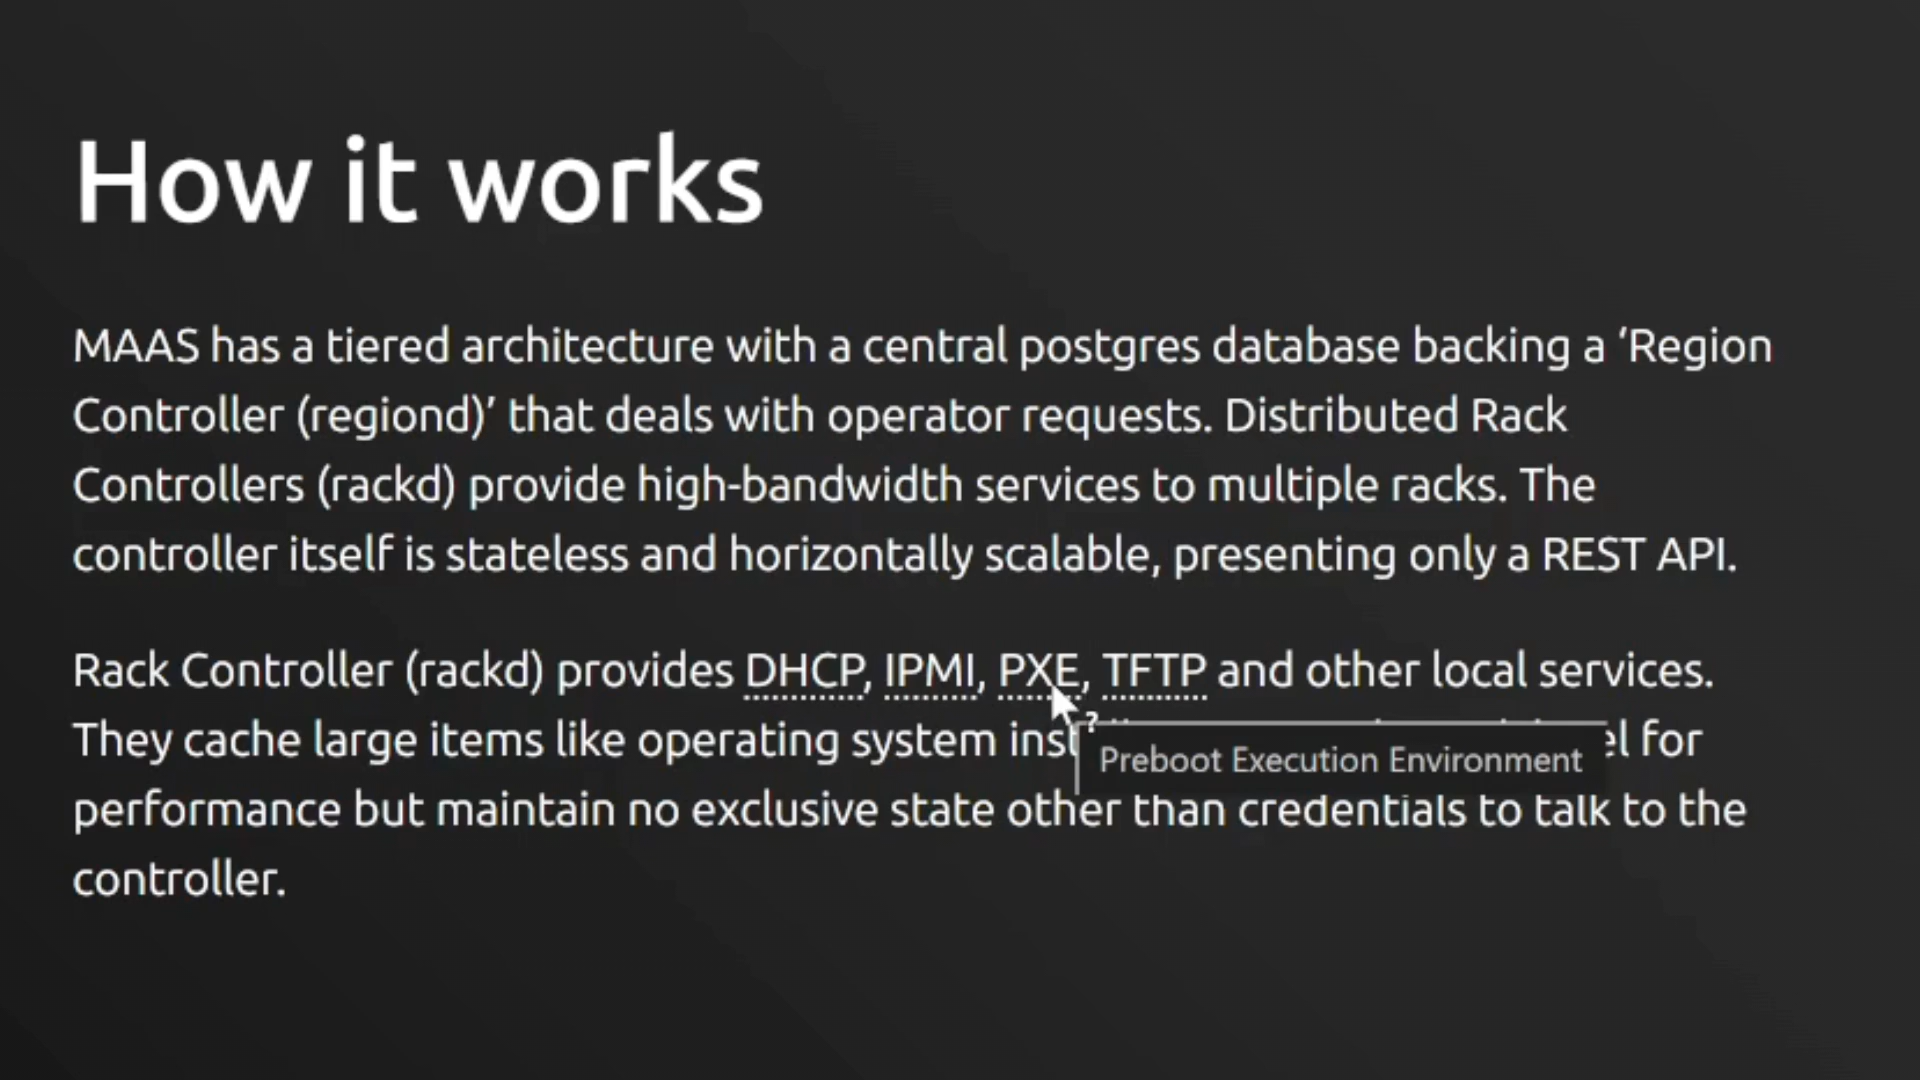 How it works
MAAS has a tiered architecture with a central postgres database backing a ‘Region
Controller (regiond)’ that deals with operator requests. Distributed Rack
Controllers (rackd) provide high-bandwidth services to multiple racks. The
controller itself is stateless and horizontally scalable, presenting only a REST API.
Rack Controller (rackd) provides DHCP, IPMI, PXE, TFTP and other local services.
They cache large items like operating system for
Preboot Execution Environment
performance but maintain no exclusive state other than credentials to talk to the
controller.